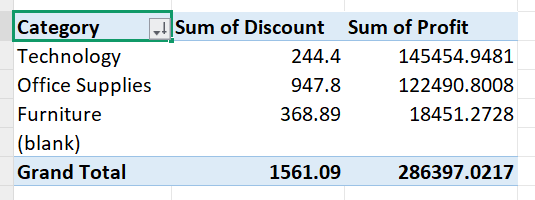 Category Sum of Discount Sum of Profit
Technology 244.4 145454.9481
Office Supplies 947.8 122490.8008
Furniture 368.89 18451.2728
(blank)
Grand Total 1561.09 286397.0217